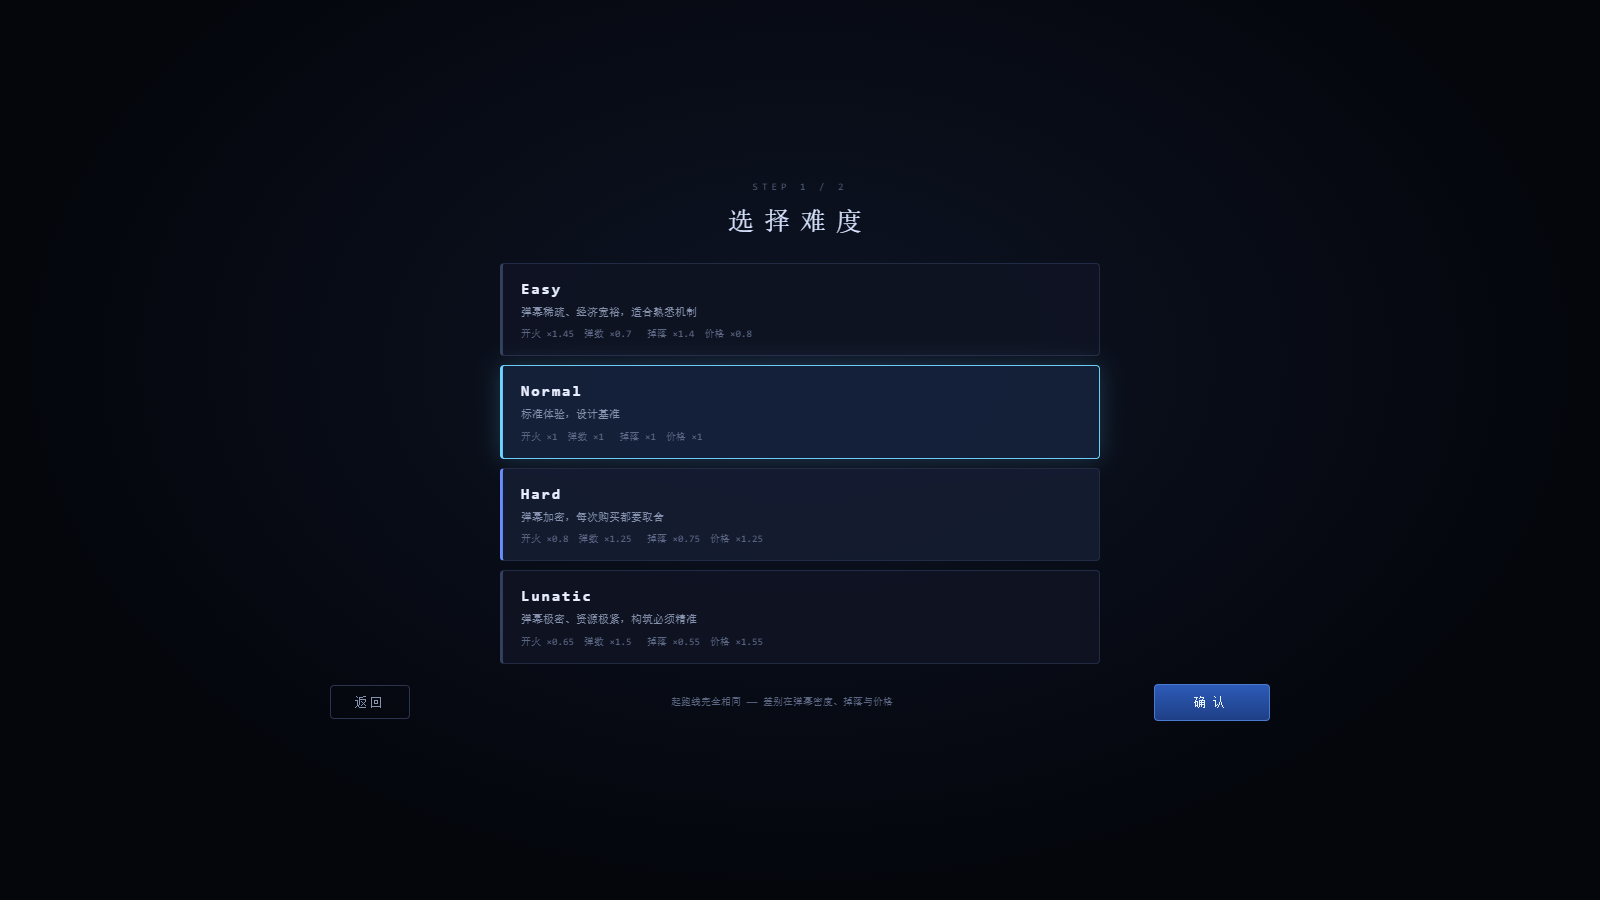 STEP 1 / 2
选择难度
Easy
弹幕稀疏、经济宽裕，适合熟悉机制
开火 ×1.45 弹数 ×0.7 掉落 ×1.4 价格 ×0.8
Normal
标准体验，设计基准
开火 ×1 弹数 ×1 掉落 ×1 价格 ×1
Hard
弹幕加密，每次购买都要取舍
开火 ×0.8 弹数 ×1.25 掉落 ×0.75 价格 ×1.25
Lunatic
弹幕极密、资源极紧，构筑必须精准
开火 ×0.65 弹数 ×1.5 掉落 ×0.55 价格 ×1.55
返回
起跑线完全相同 —— 差别在弹幕密度、掉落与价格
确认